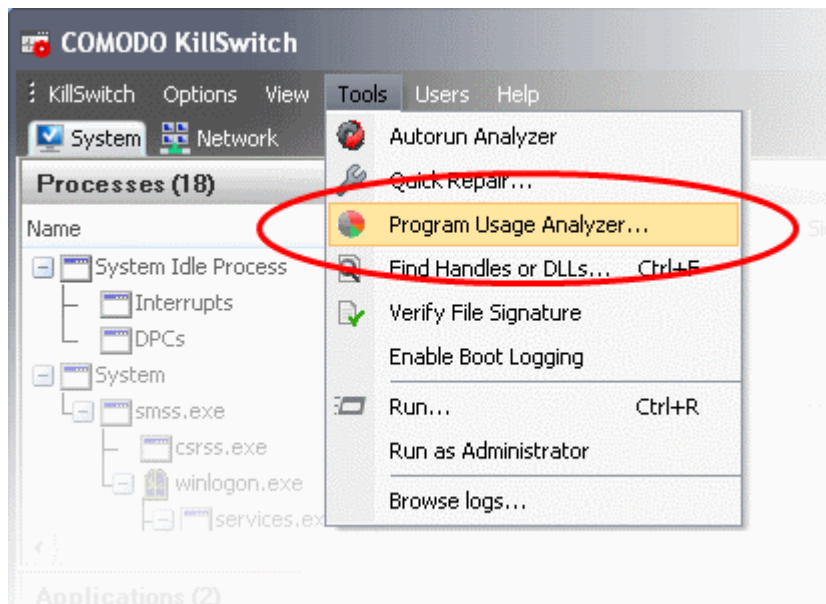 COMODO KillSwitch
KillSwitch Options View Tools Users Help
System Network
Processes (18)
Name
System Idle Process
Interrupts
DPCs
System
smss.exe
csrss.exe
winlogon.exe
services.ex
Applications (2)
Autorun Analyzer
Quick Repair...
Program Usage Analyzer...
Find Handles or DLLs... Ctrl+F
Verify File Signature
Enable Boot Logging
Run... Ctrl+R
Run as Administrator
Browse logs...